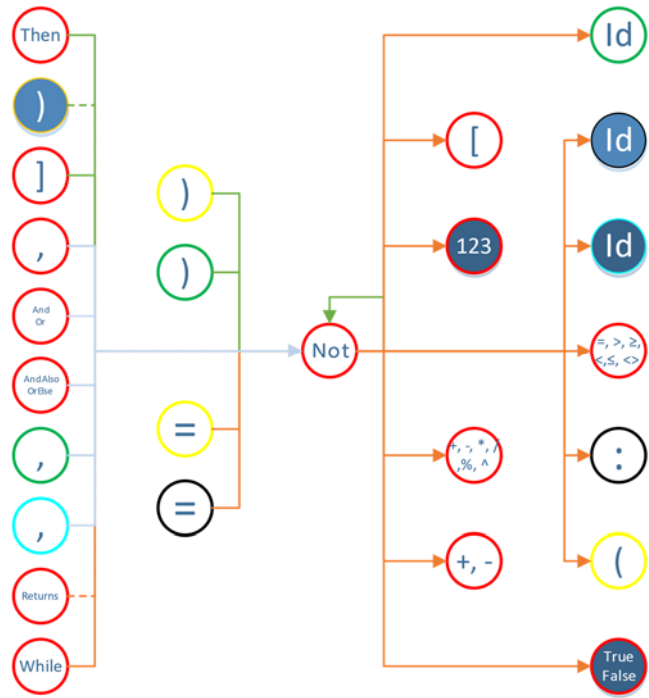 Then
)
]
,
And
Or
AndAlso
OrElse
,
,
Returns
While
)
)
=
=
Not
[
123
+, -, *, /
,%, ^
+, -
Id
Id
Id
=, >, ≥,
<,≤, <>
:
(
True
False